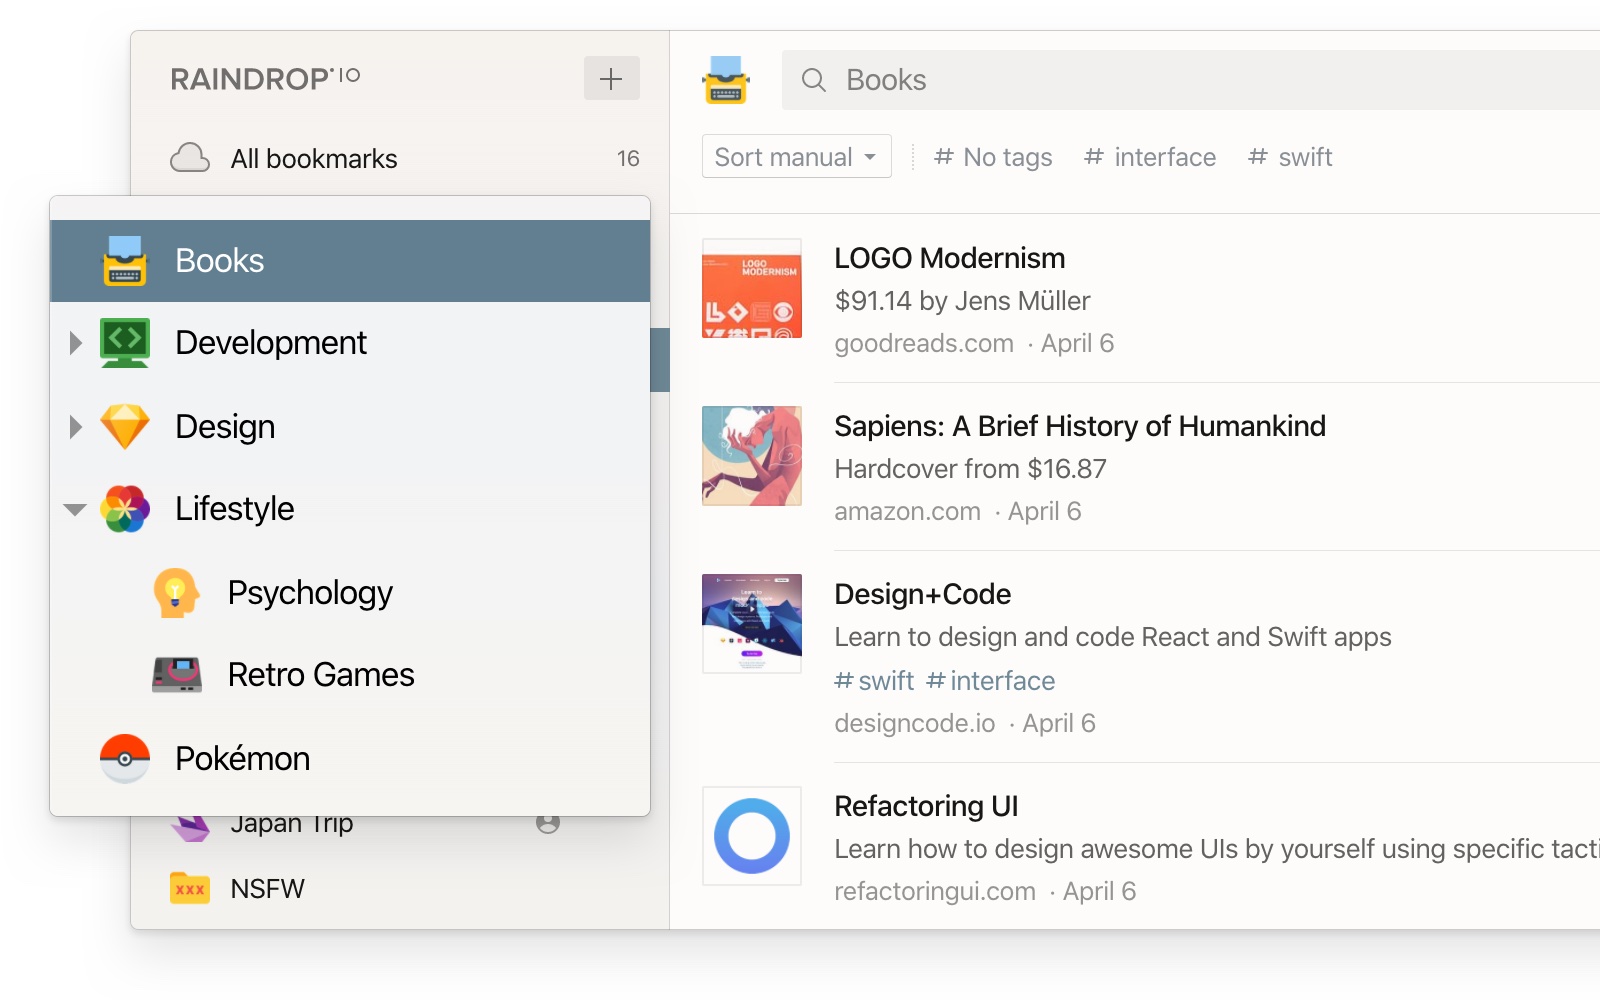 RAINDROP IO
All bookmarks 16
Books
Development
Design
Lifestyle
Psychology
Retro Games
Pokémon
Japan Trip
xxx
NSFW
Books
Sort manual
# No tags # interface # swift
LOGO
MODERNISM
LOGO Modernism
$91.14 by Jens Müller
goodreads.com · April 6
Sapiens: A Brief History of Humankind
Hardcover from $16.87
amazon.com · April 6
Design+Code
Learn to design and code React and Swift apps
# swift # interface
designcode.io · April 6
Refactoring UI
Learn how to design awesome UIs by yourself using specific tacti
refactoringui.com · April 6